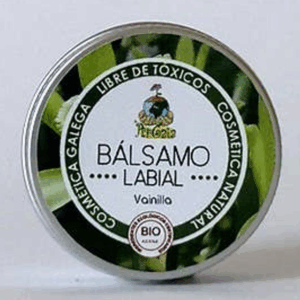 LIBRE DE TÓXICOS
COSMÉTICA GALEGA
COSMÉTICA NATURAL
BÁLSAMO
LABIAL
Vainilla
BIO